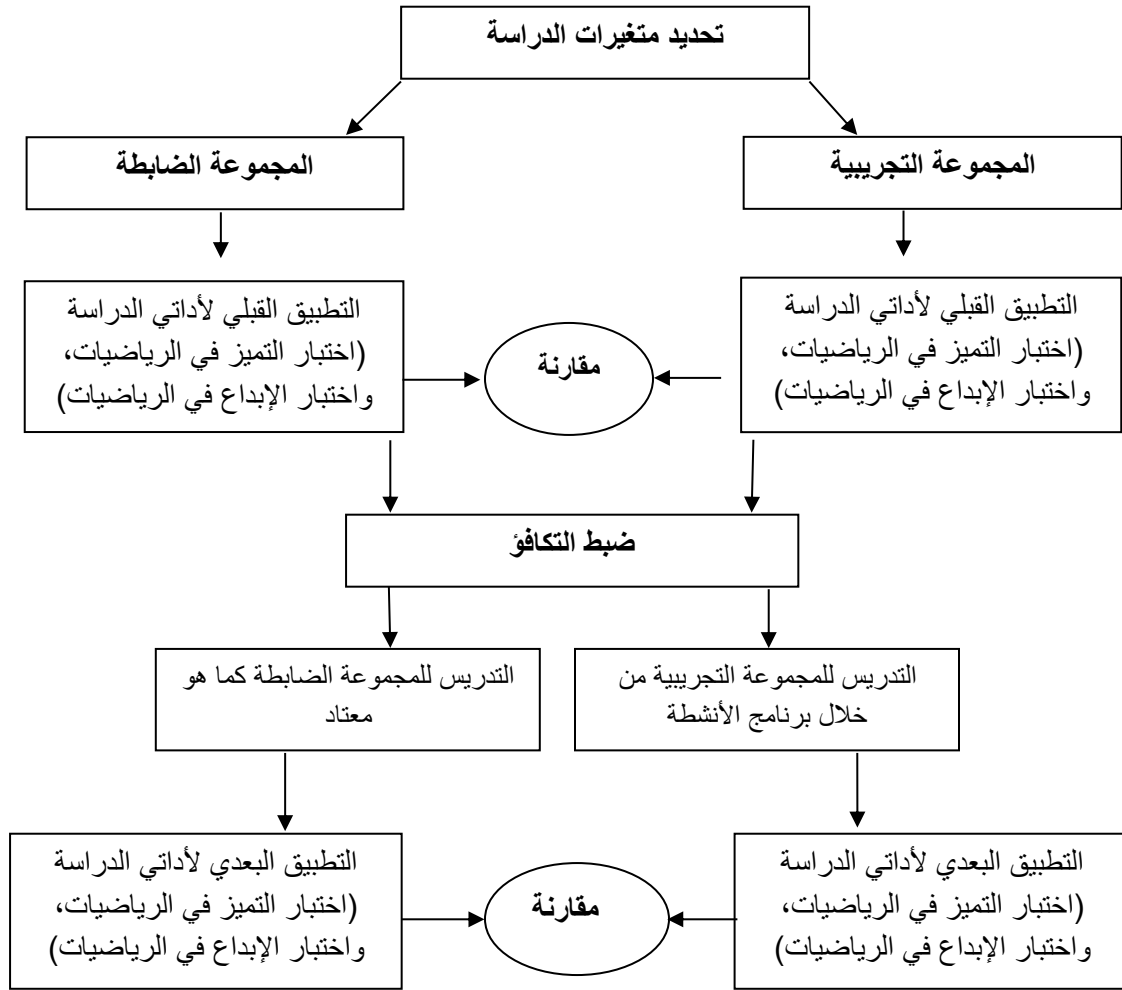 تحديد متغيرات الدراسة
المجموعة التجريبية
المجموعة الضابطة
التطبيق القبلي لأداتي الدراسة
(اختبار التميز في الرياضيات،
واختبار الإبداع في الرياضيات)
مقارنة
التطبيق القبلي لأداتي الدراسة
(اختبار التميز في الرياضيات،
واختبار الإبداع في الرياضيات)
ضبط التكافؤ
التدريس للمجموعة التجريبية من
خلال برنامج الأنشطة
التدريس للمجموعة الضابطة كما هو
معتاد
التطبيق البعدي لأداتي الدراسة
(اختبار التميز في الرياضيات،
واختبار الإبداع في الرياضيات)
مقارنة
التطبيق البعدي لأداتي الدراسة
(اختبار التميز في الرياضيات،
واختبار الإبداع في الرياضيات)